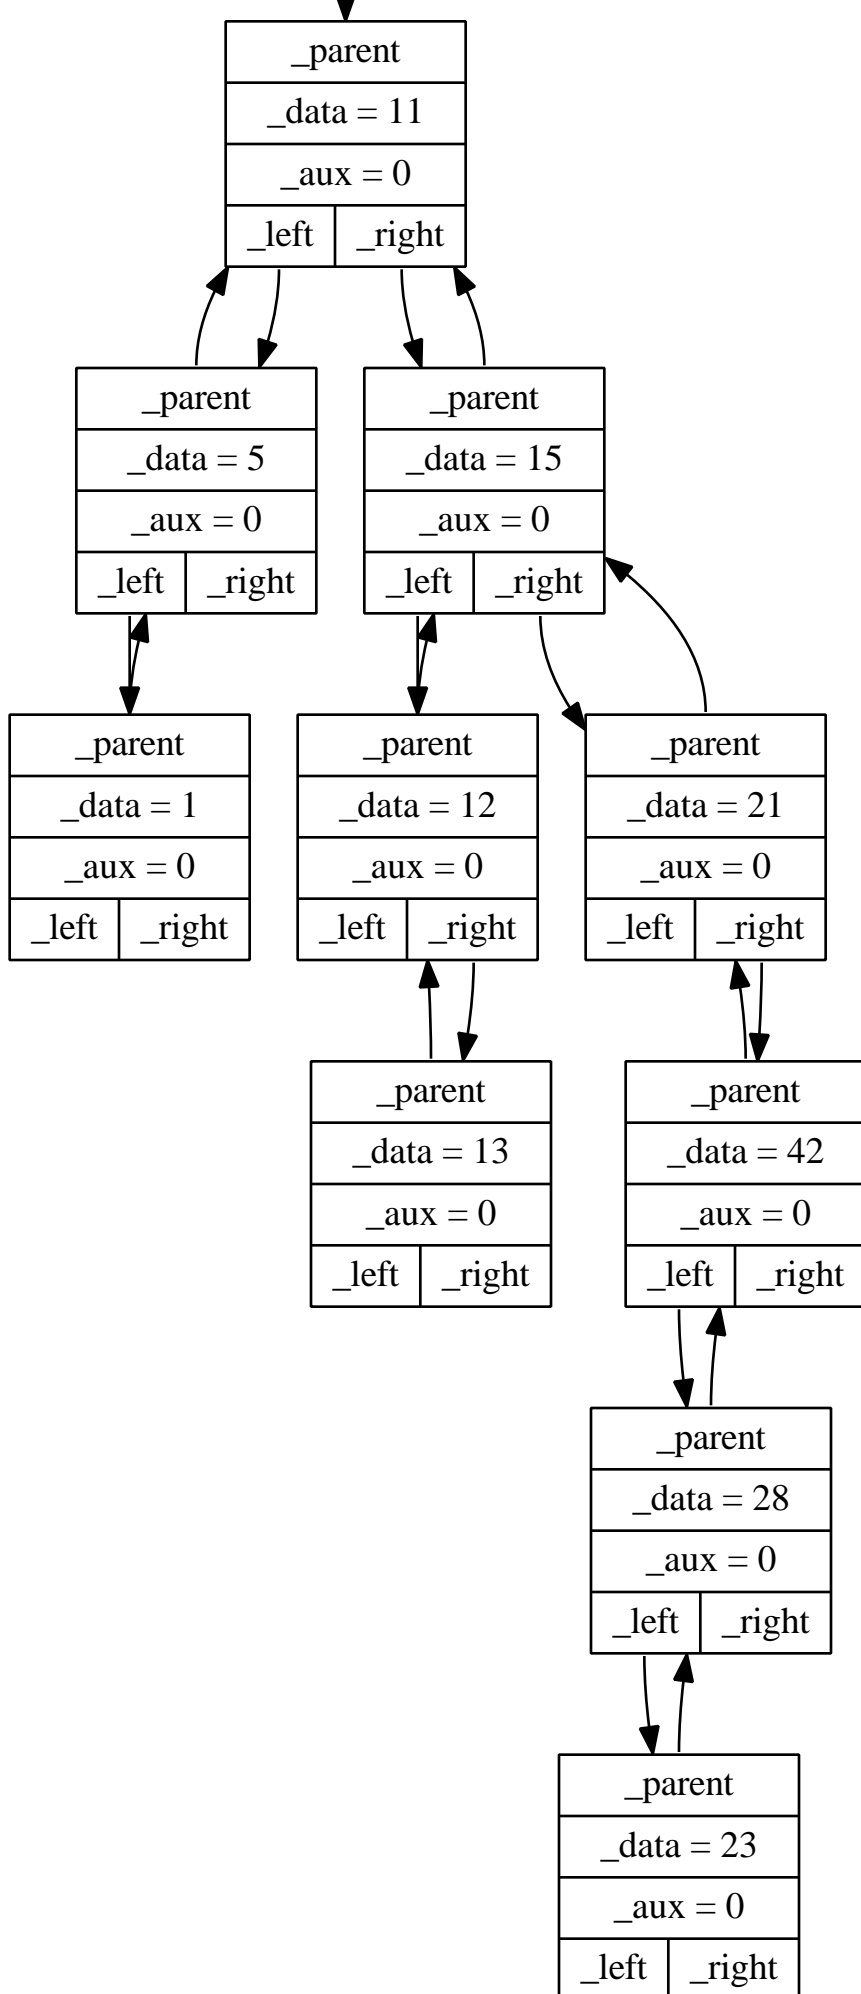 _parent
_data = 11
_aux = 0
_left _right
_parent
_data = 5
_aux = 0
_left _right
_parent
_data = 15
_aux = 0
_left _right
_parent
_data = 1
_aux = 0
_left _right
_parent
_data = 12
_aux = 0
_left _right
_parent
_data = 21
_aux = 0
_left _right
_parent
_data = 13
_aux = 0
_left _right
_parent
_data = 42
_aux = 0
_left _right
_parent
_data = 28
_aux = 0
_left _right
_parent
_data = 23
_aux = 0
_left _right